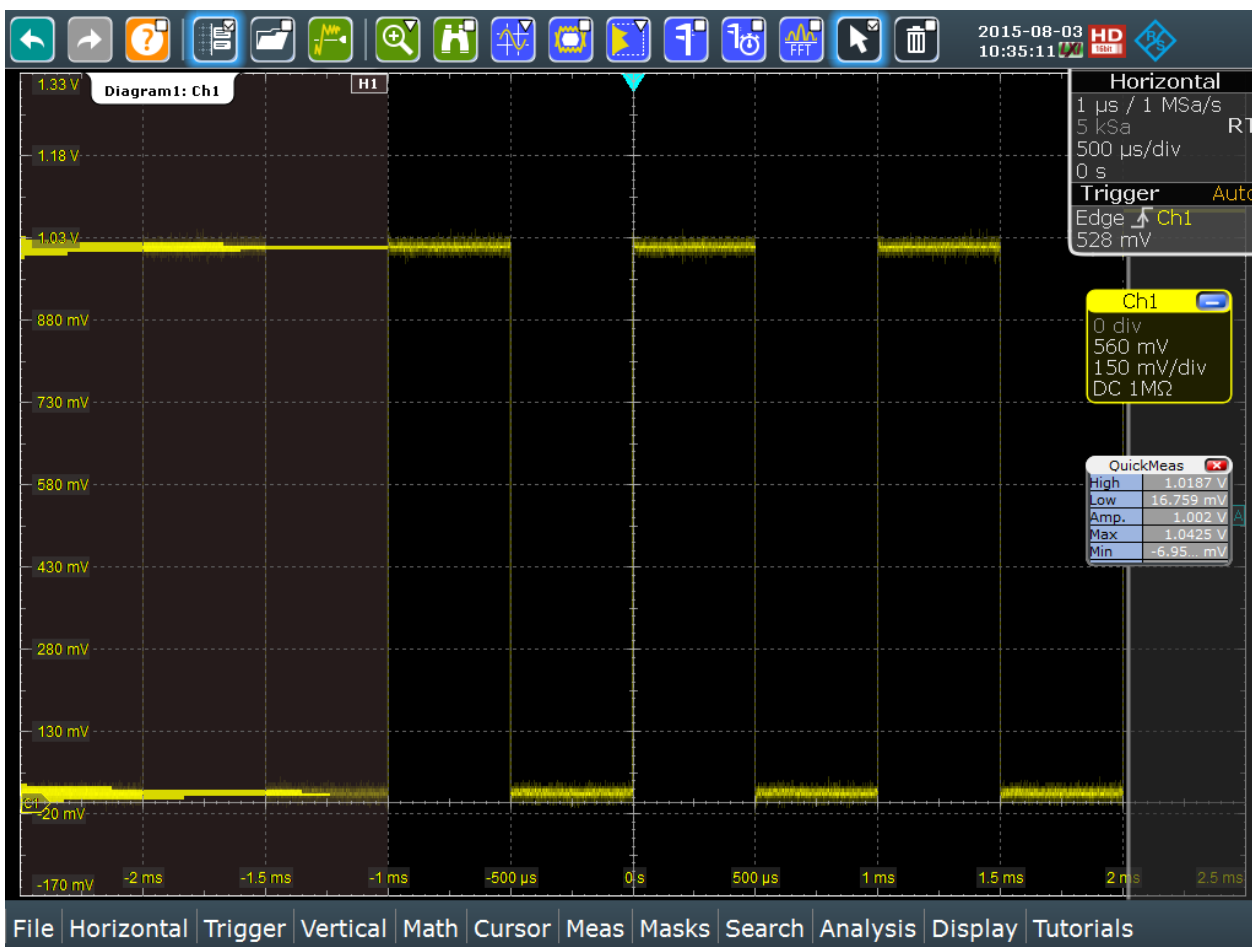 2015-08-03
10:35:11
HD
16bit
R&S
FFT
Diagram1: Ch1
H1
1.33 V
1.18 V
1.03 V
880 mV
730 mV
580 mV
430 mV
280 mV
130 mV
C1
-20 mV
-170 mV
-2 ms
-1.5 ms
-1 ms
-500 µs
0 s
500 µs
1 ms
1.5 ms
2 ms
2.5 ms
Horizontal
1 µs / 1 MSa/s
5 kSa RT
500 µs/div
0 s
Trigger Auto
Edge Ch1
528 mV
Ch1
0 div
560 mV
150 mV/div
DC 1MΩ
QuickMeas
High 1.0187 V
Low 16.759 mV
Amp. 1.002 V
Max 1.0425 V
Min -6.95... mV
A
File Horizontal Trigger Vertical Math Cursor Meas Masks Search Analysis Display Tutorials